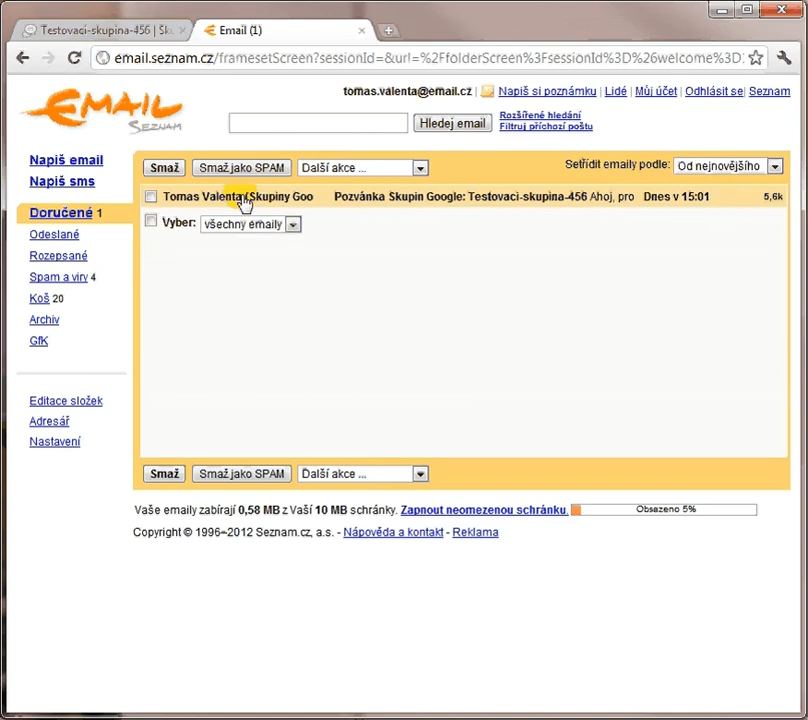 Testovaci-skupina-456 | Sku
Email (1)
email.seznam.cz/framesetScreen?sessionId=&url=%2FfolderScreen%3FsessionId%3D%26welcome%3D1
EMAIL
SEZNAM
tomas.valenta@email.cz | Napiš si poznámku | Lidé | Můj účet | Odhlásit se | Seznam
Hledej email
Rozšířené hledání
Filtruj příchozí poštu
Napiš email
Napiš sms
Doručené 1
Odeslané
Rozepsané
Spam a viry 4
Koš 20
Archiv
GfK
Editace složek
Adresář
Nastavení
Smaž
Smaž jako SPAM
Další akce ...
Setřídit emaily podle:
Od nejnovějšího
Tomas Valenta Skupiny Goo
Pozvánka Skupin Google: Testovaci-skupina-456 Ahoj, pro
Dnes v 15:01
5,6k
Vyber:
všechny emaily
Smaž
Smaž jako SPAM
Další akce ...
Vaše emaily zabírají 0,58 MB z Vaší 10 MB schránky. Zapnout neomezenou schránku.
Obsazeno 5%
Copyright © 1996–2012 Seznam.cz, a.s. - Nápověda a kontakt - Reklama